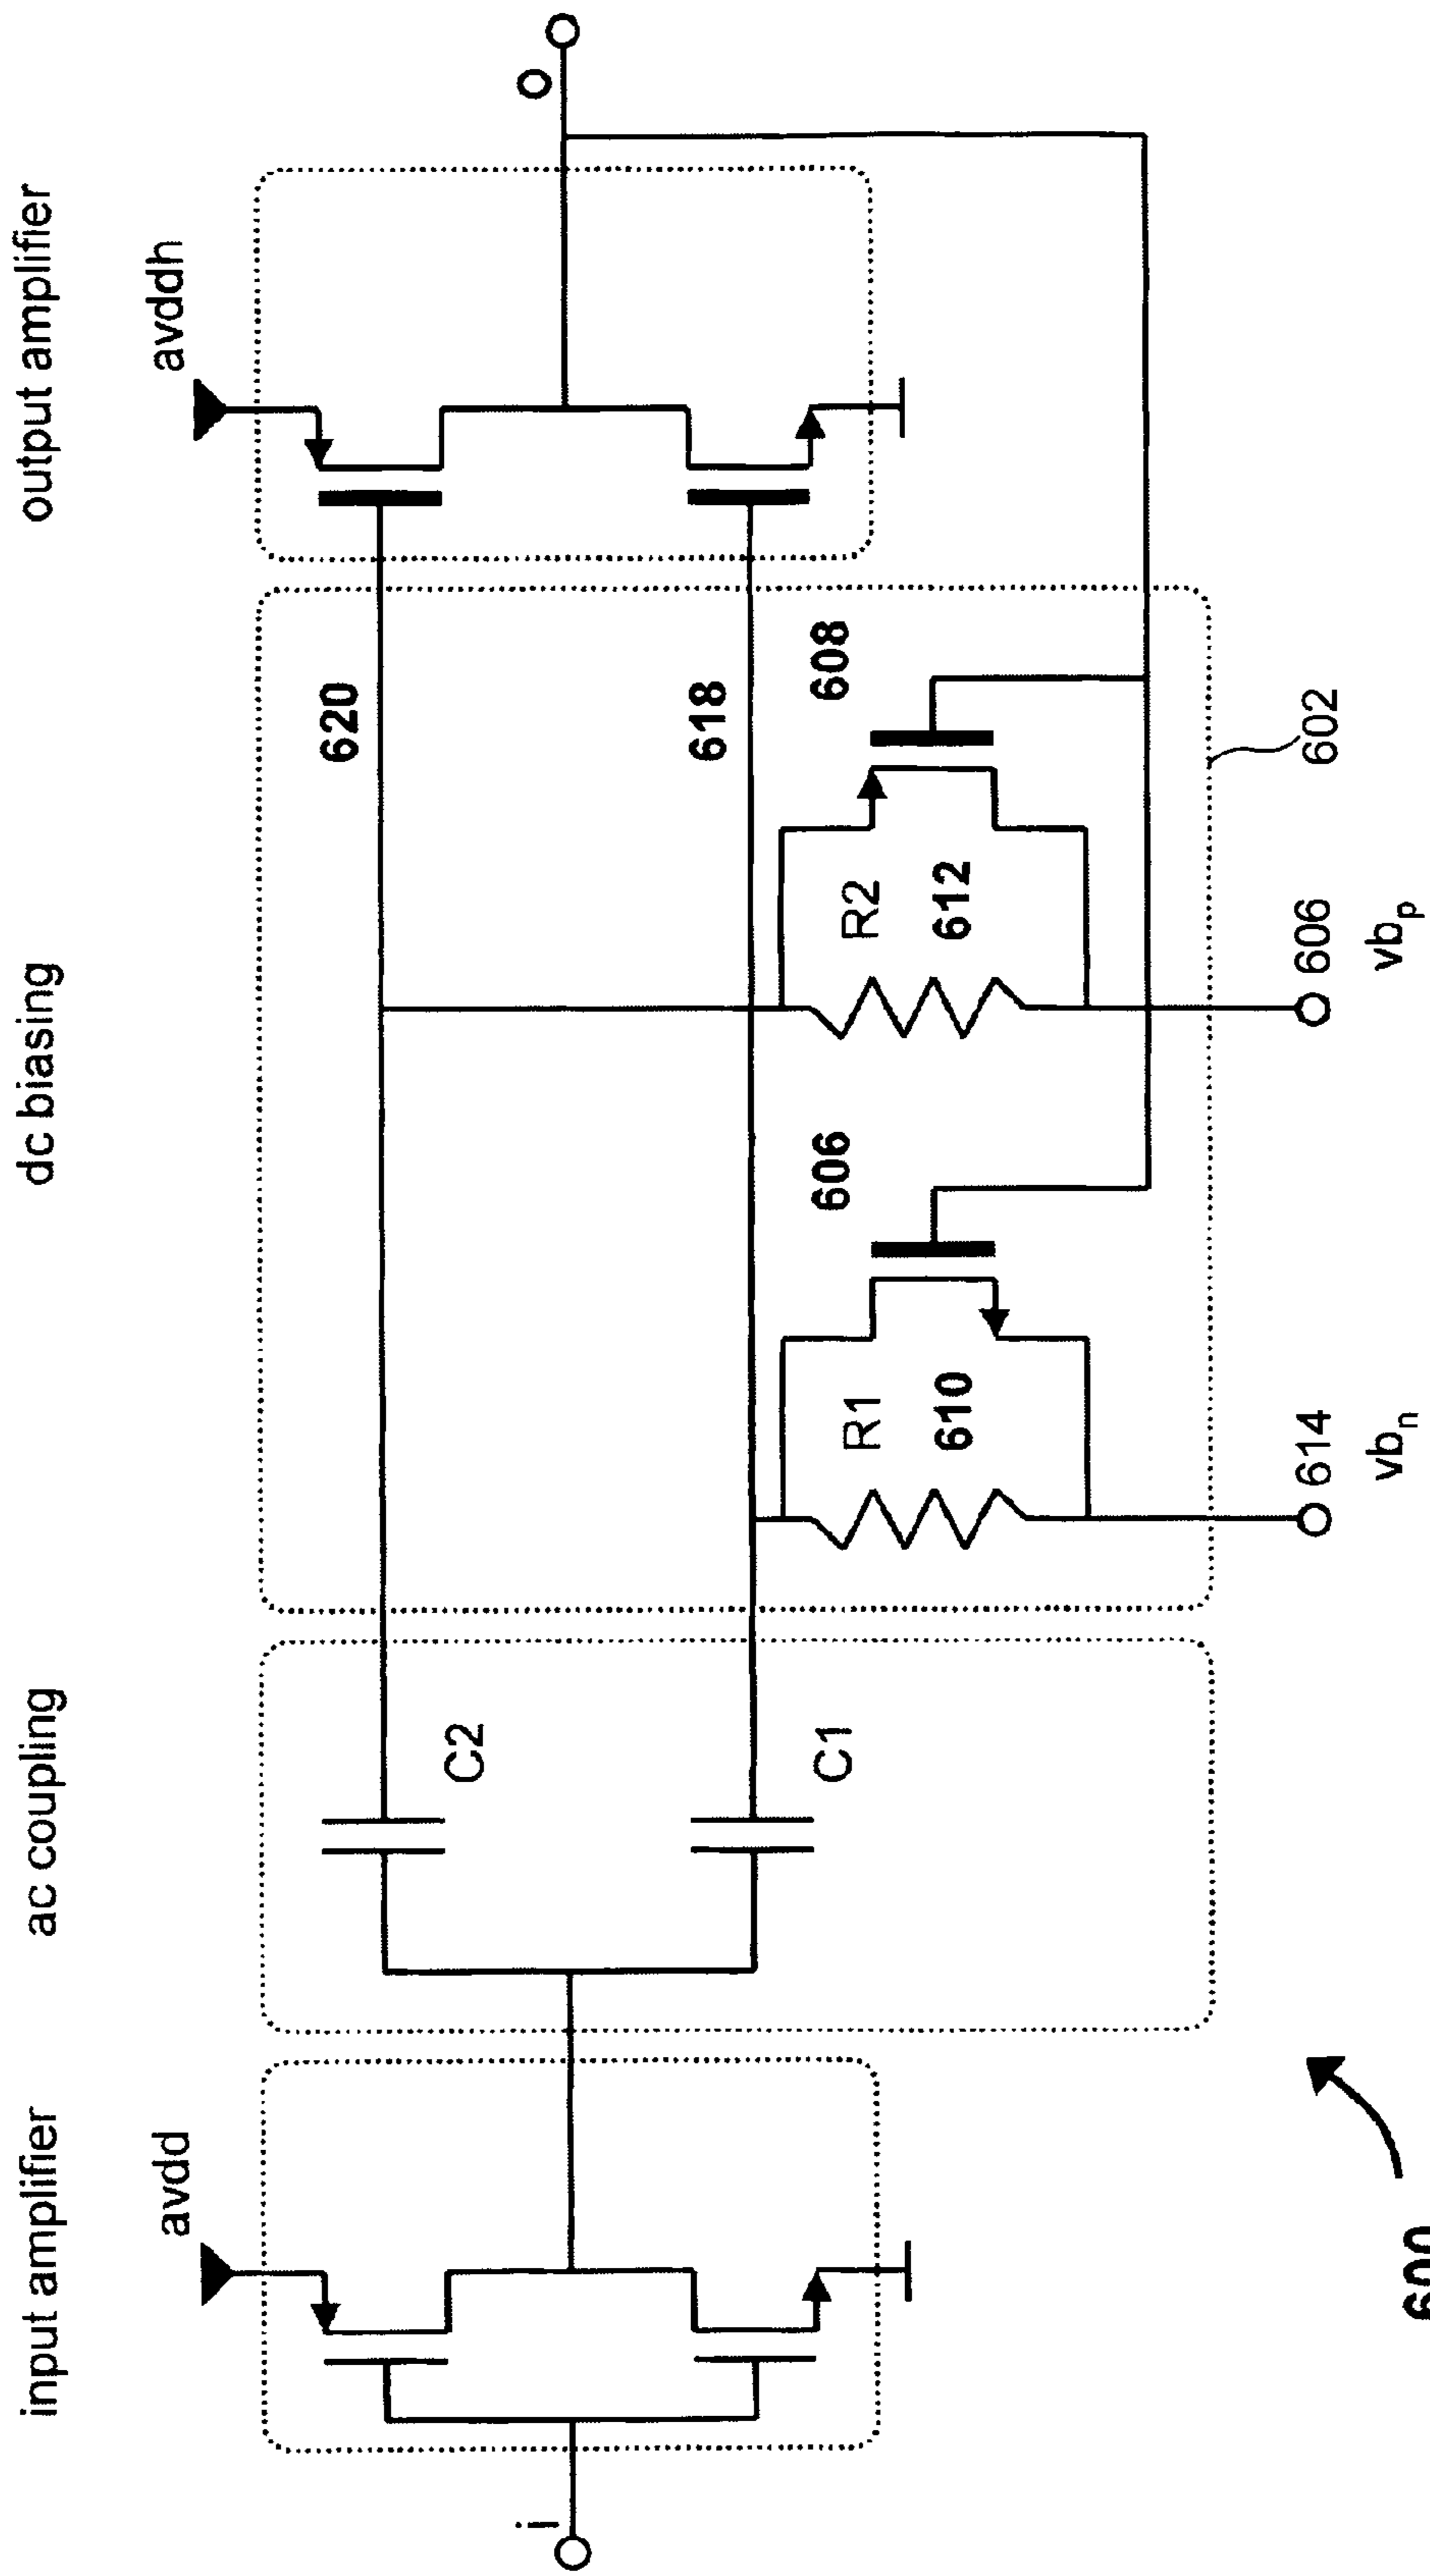 input amplifier
ac coupling
dc biasing
output amplifier
avdd
avddh
i
o
C2
C1
620
618
R1
610
606
R2
612
608
602
614
vbn
606
vbp
600